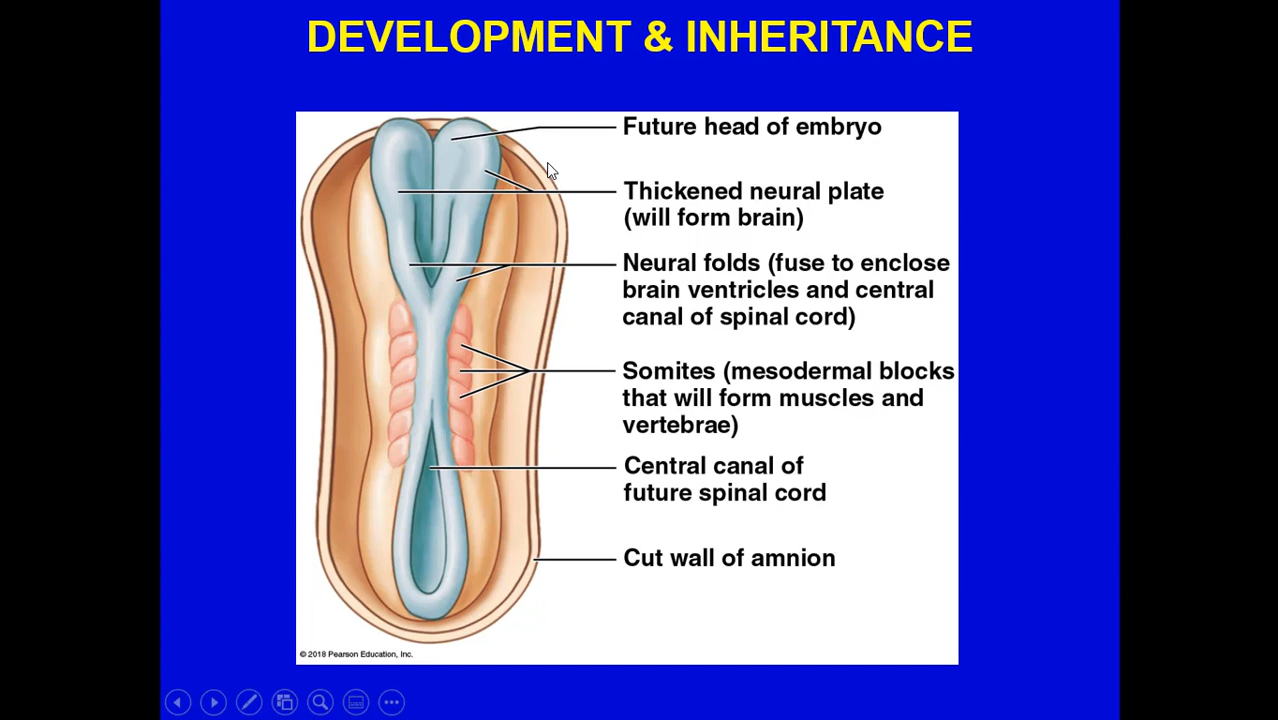 DEVELOPMENT & INHERITANCE
Future head of embryo
Thickened neural plate
(will form brain)
Neural folds (fuse to enclose
brain ventricles and central
canal of spinal cord)
Somites (mesodermal blocks
that will form muscles and
vertebrae)
Central canal of
future spinal cord
Cut wall of amnion
© 2018 Pearson Education, Inc.